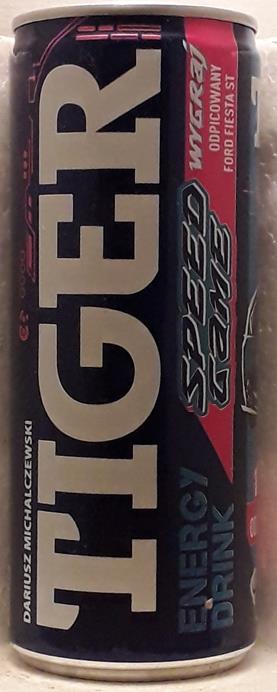 DARIUSZ MICHALCZEWSKI
TIGER
ENERGY
DRINK
SPEED
GAME
WYGRAJ
ODPICOWANY
FORD FIESTA ST